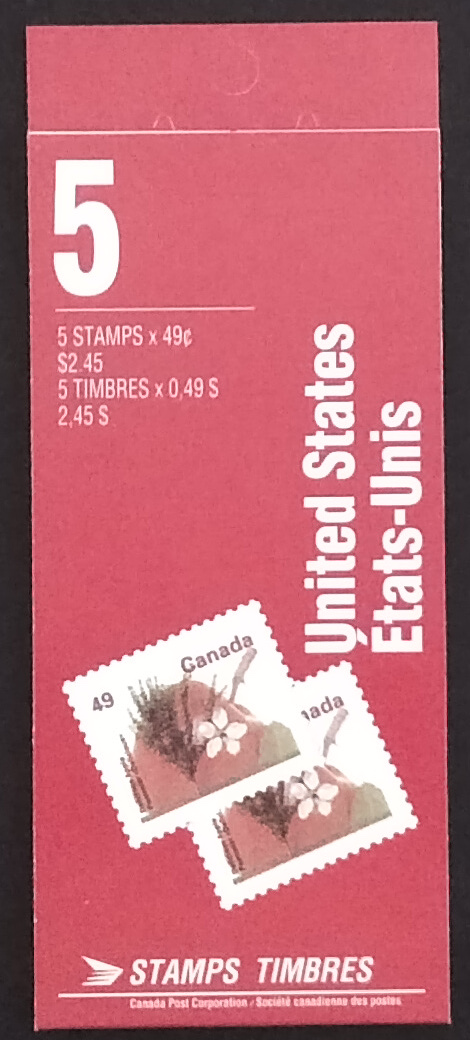 5
5 STAMPS x 49¢
$2.45
5 TIMBRES x 0,49 $
2,45 $
United States
États-Unis
Canada
49
nada
STAMPS TIMBRES
Canada Post Corporation / Société canadienne des postes